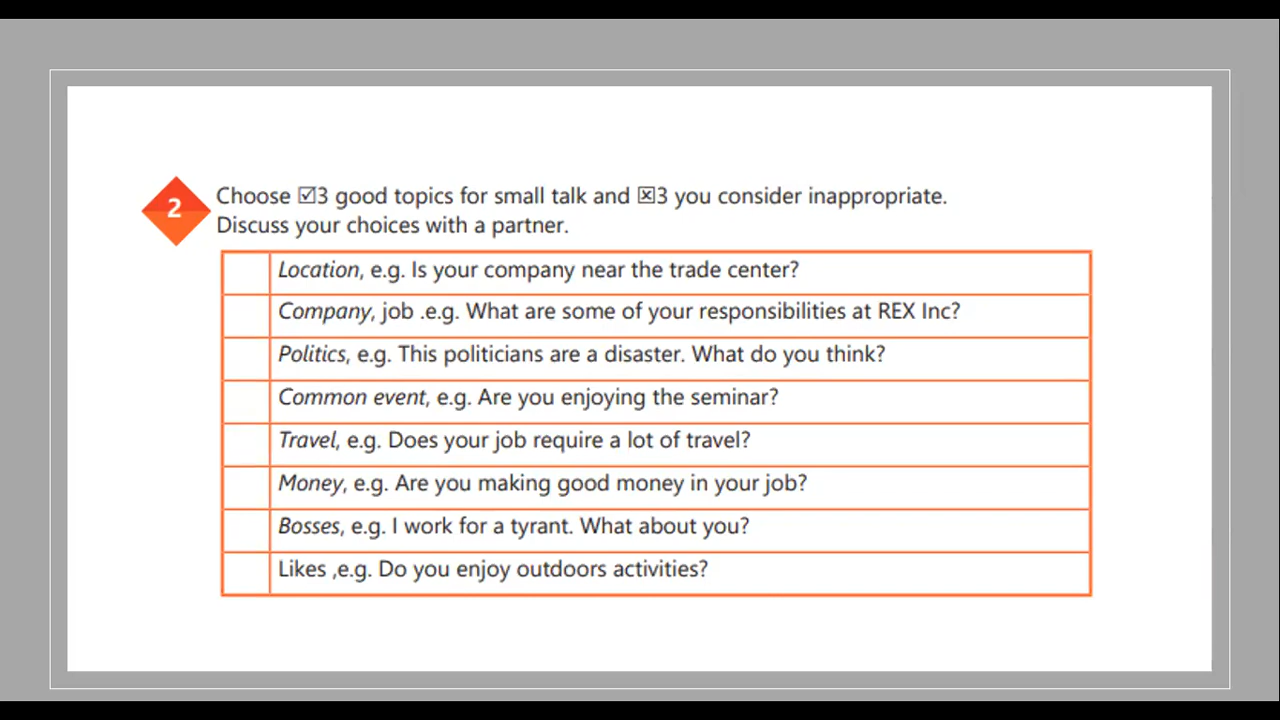 2
Choose ☑3 good topics for small talk and ☒3 you consider inappropriate.
Discuss your choices with a partner.
Location, e.g. Is your company near the trade center?
Company, job .e.g. What are some of your responsibilities at REX Inc?
Politics, e.g. This politicians are a disaster. What do you think?
Common event, e.g. Are you enjoying the seminar?
Travel, e.g. Does your job require a lot of travel?
Money, e.g. Are you making good money in your job?
Bosses, e.g. I work for a tyrant. What about you?
Likes ,e.g. Do you enjoy outdoors activities?